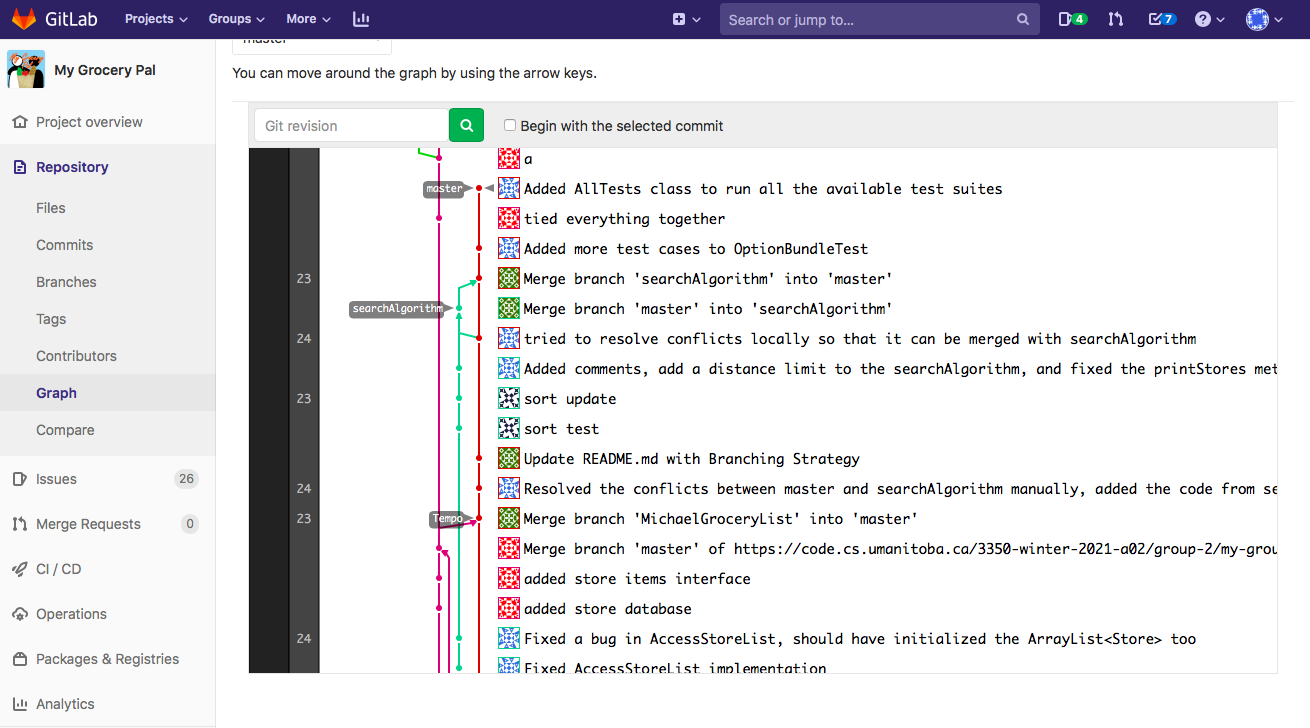 GitLab Projects Groups More Search or jump to... 4 7
master
My Grocery Pal
You can move around the graph by using the arrow keys.
Project overview
Repository
Files
Commits
Branches
Tags
Contributors
Graph
Compare
Issues 26
Merge Requests 0
CI / CD
Operations
Packages & Registries
Analytics
Git revision Begin with the selected commit
a
master Added AllTests class to run all the available test suites
tied everything together
Added more test cases to OptionBundleTest
23 Merge branch 'searchAlgorithm' into 'master'
searchAlgorithm Merge branch 'master' into 'searchAlgorithm'
24 tried to resolve conflicts locally so that it can be merged with searchAlgorithm
Added comments, add a distance limit to the searchAlgorithm, and fixed the printStores met
23 sort update
sort test
Update README.md with Branching Strategy
24 Resolved the conflicts between master and searchAlgorithm manually, added the code from se
23 Tempo Merge branch 'MichaelGroceryList' into 'master'
Merge branch 'master' of https://code.cs.umanitoba.ca/3350-winter-2021-a02/group-2/my-grou
added store items interface
added store database
24 Fixed a bug in AccessStoreList, should have initialized the ArrayList<Store> too
Fixed AccessStoreList implementation